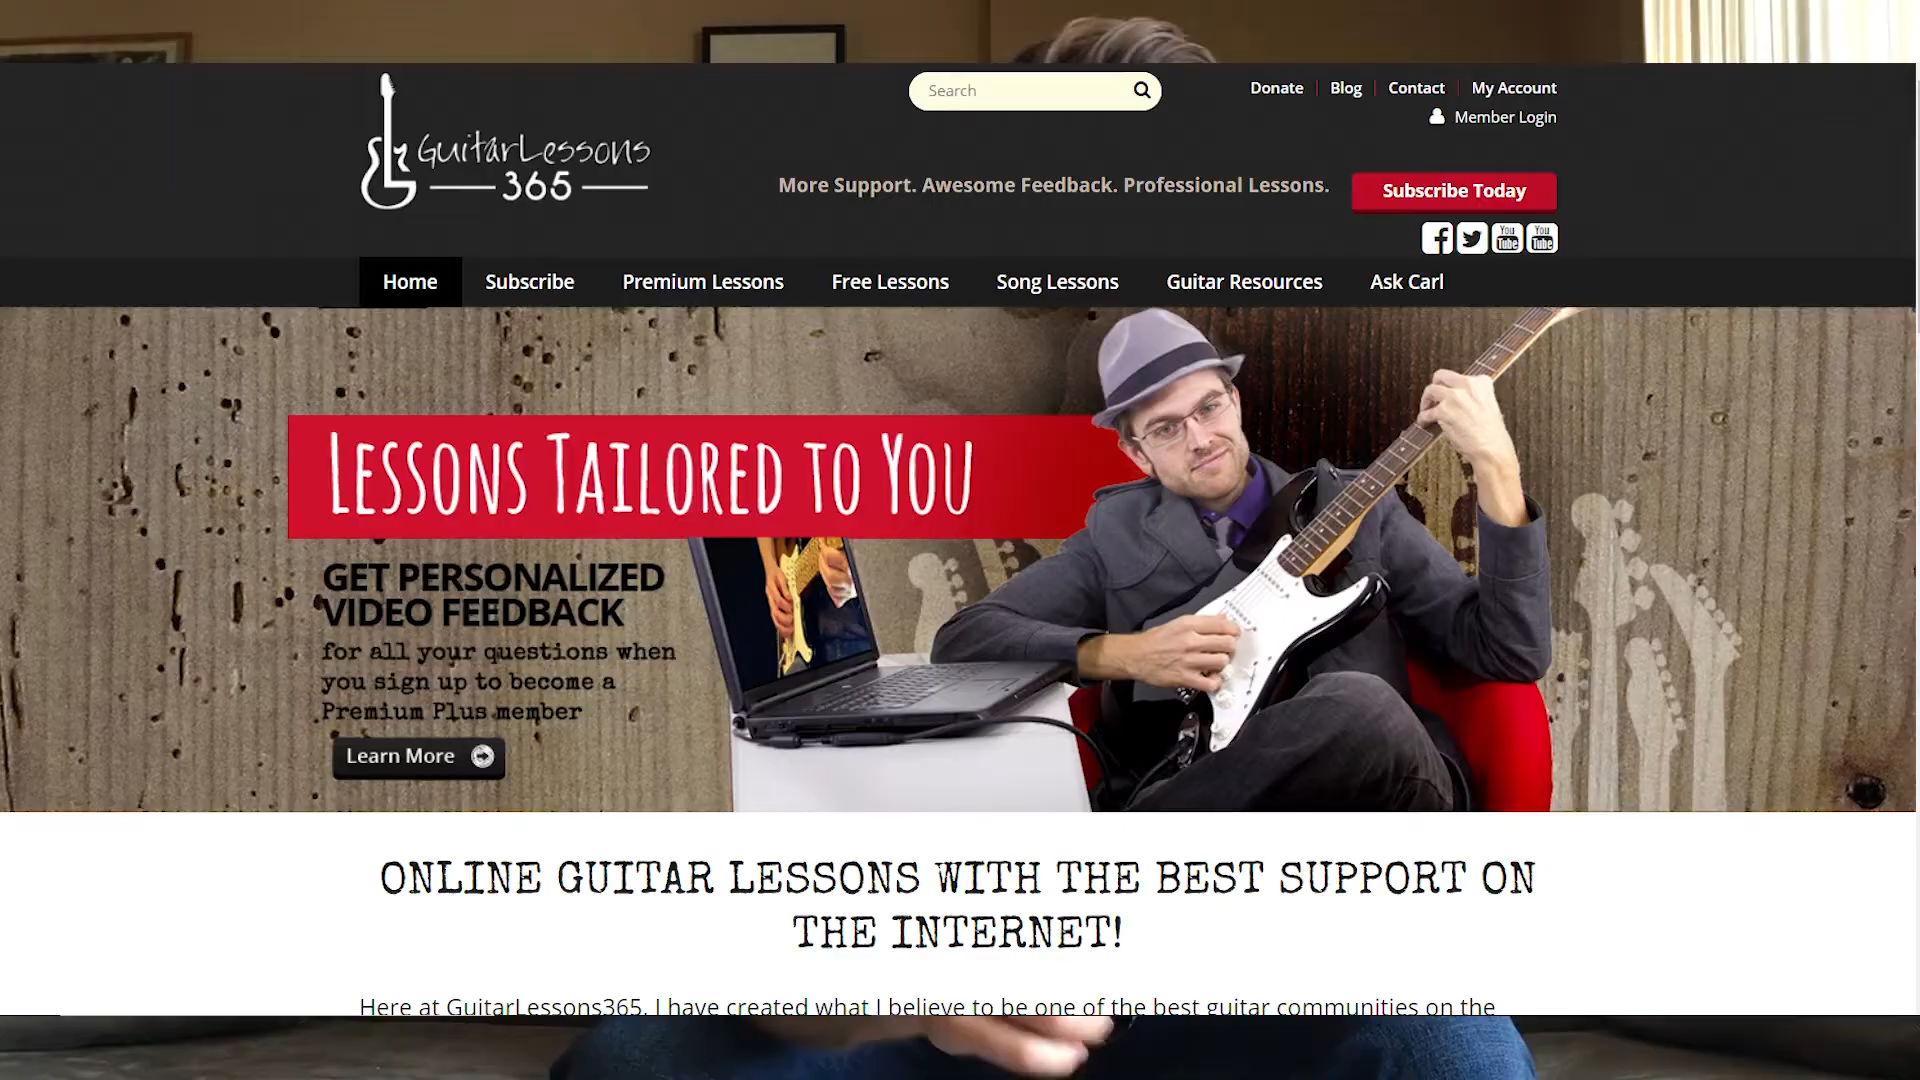 Search
Donate
Blog
Contact
My Account
Member Login
GuitarLessons
365
More Support. Awesome Feedback. Professional Lessons.
Subscribe Today
You Tube
You Tube
Home
Subscribe
Premium Lessons
Free Lessons
Song Lessons
Guitar Resources
Ask Carl
LESSONS TAILORED TO YOU
GET PERSONALIZED
VIDEO FEEDBACK
for all your questions when
you sign up to become a
Premium Plus member
Learn More
ONLINE GUITAR LESSONS WITH THE BEST SUPPORT ON
THE INTERNET!
Here at GuitarLessons365, I have created what I believe to be one of the best guitar communities on the